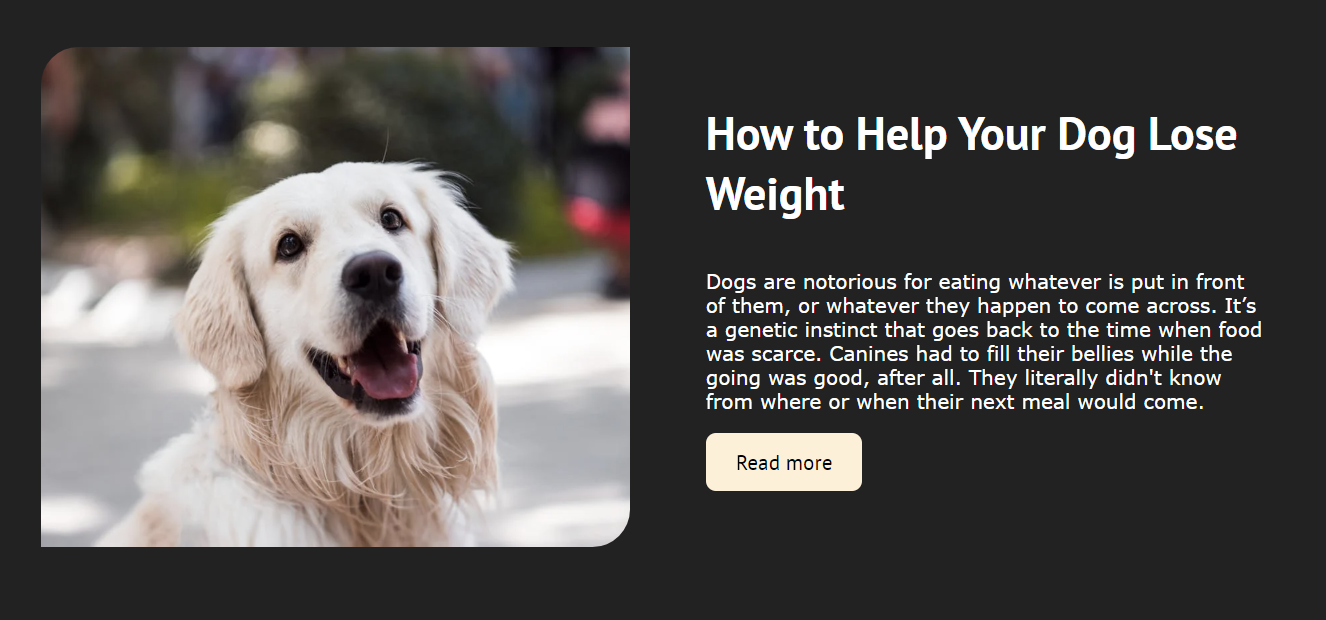 How to Help Your Dog Lose
Weight
Dogs are notorious for eating whatever is put in front
of them, or whatever they happen to come across. It’s
a genetic instinct that goes back to the time when food
was scarce. Canines had to fill their bellies while the
going was good, after all. They literally didn't know
from where or when their next meal would come.
Read more